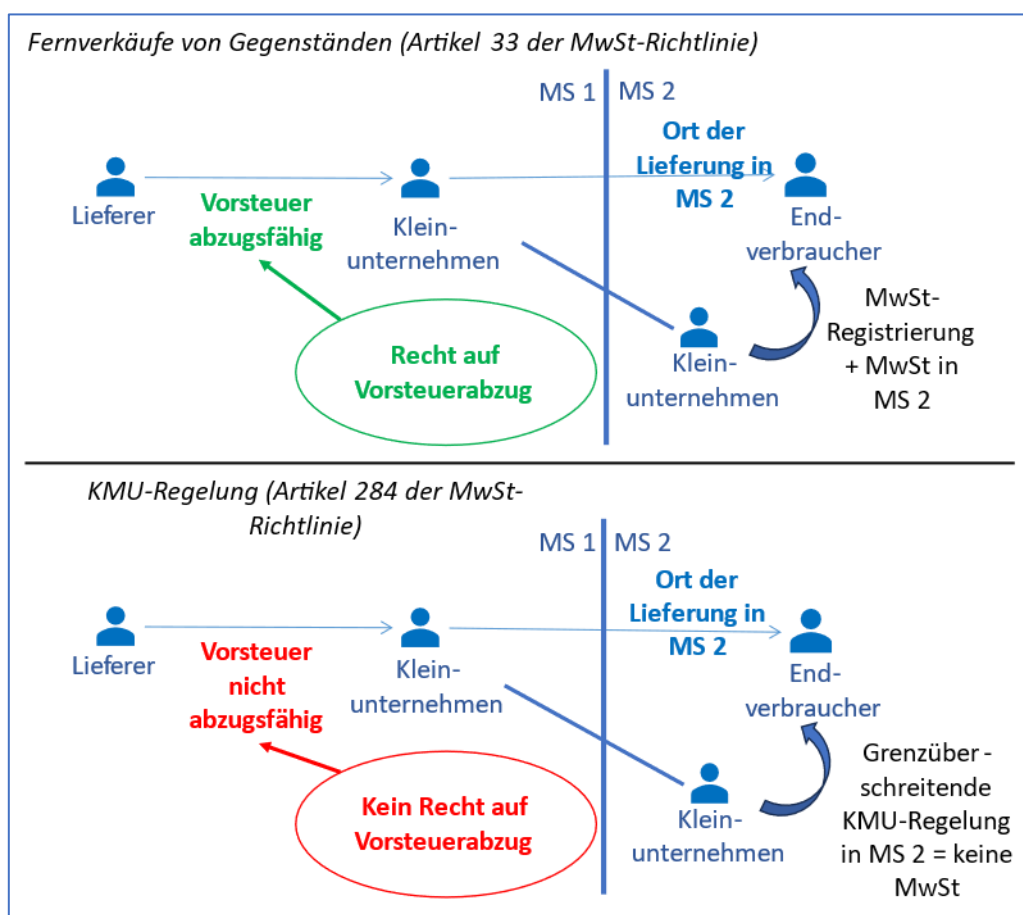 Fernverkäufe von Gegenständen (Artikel 33 der MwSt-Richtlinie)
MS 1
MS 2
Ort der
Lieferung in
MS 2
Lieferer
Vorsteuer
abzugsfähig
Klein-
unternehmen
End-
verbraucher
Recht auf
Vorsteuerabzug
Klein-
unternehmen
MwSt-
Registrierung
+ MwSt in
MS 2
KMU-Regelung (Artikel 284 der MwSt-
Richtlinie)
MS 1
MS 2
Ort der
Lieferung in
MS 2
Lieferer
Vorsteuer
nicht
abzugsfähig
Klein-
unternehmen
End-
verbraucher
Kein Recht auf
Vorsteuerabzug
Klein-
unternehmen
Grenzüber-
schreitende
KMU-Regelung
in MS 2 = keine
MwSt